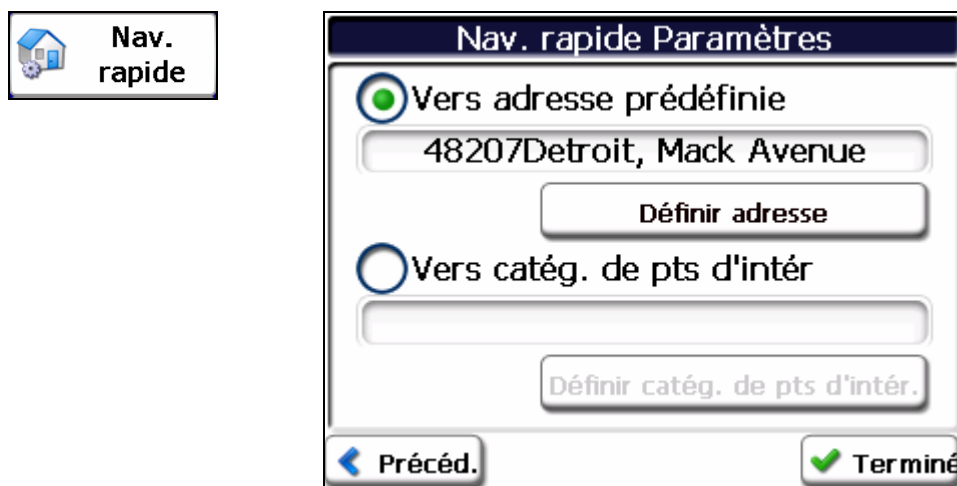 Nav.
rapide
Nav. rapide Paramètres
Vers adresse prédéfinie
48207Detroit, Mack Avenue
Définir adresse
Vers catég. de pts d'intér
Définir catég. de pts d'intér.
Précéd.
Terminé